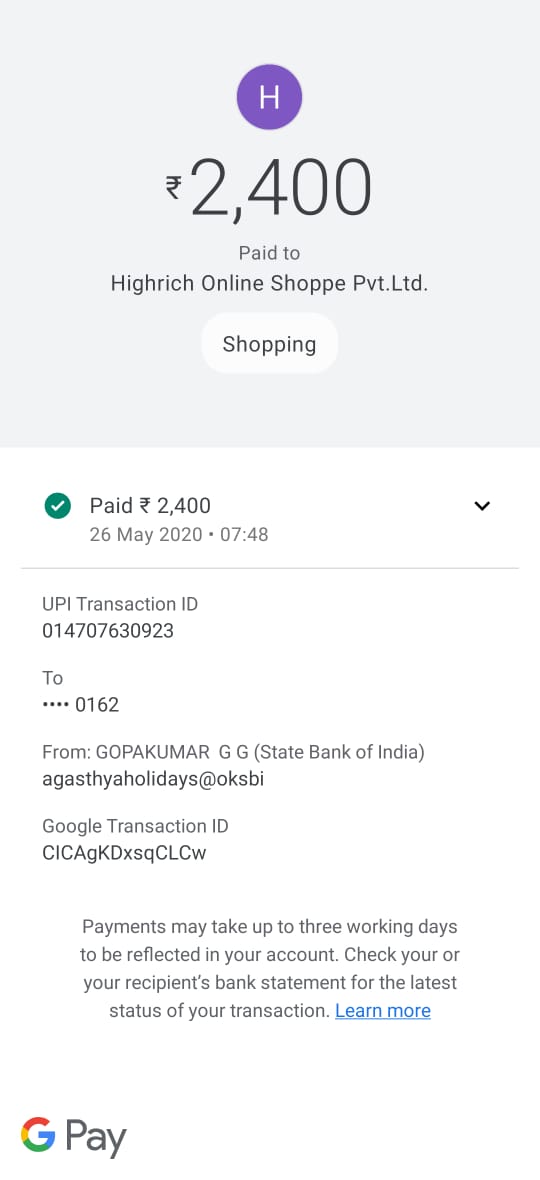 H
₹2,400
Paid to
Highrich Online Shoppe Pvt.Ltd.
Shopping
Paid ₹ 2,400
26 May 2020 • 07:48
UPI Transaction ID
014707630923
To
•••• 0162
From: GOPAKUMAR  G G (State Bank of India)
agasthyaholidays@oksbi
Google Transaction ID
CICAgKDxsqCLCw
Payments may take up to three working days
to be reflected in your account. Check your or
your recipient’s bank statement for the latest
status of your transaction. Learn more
G Pay